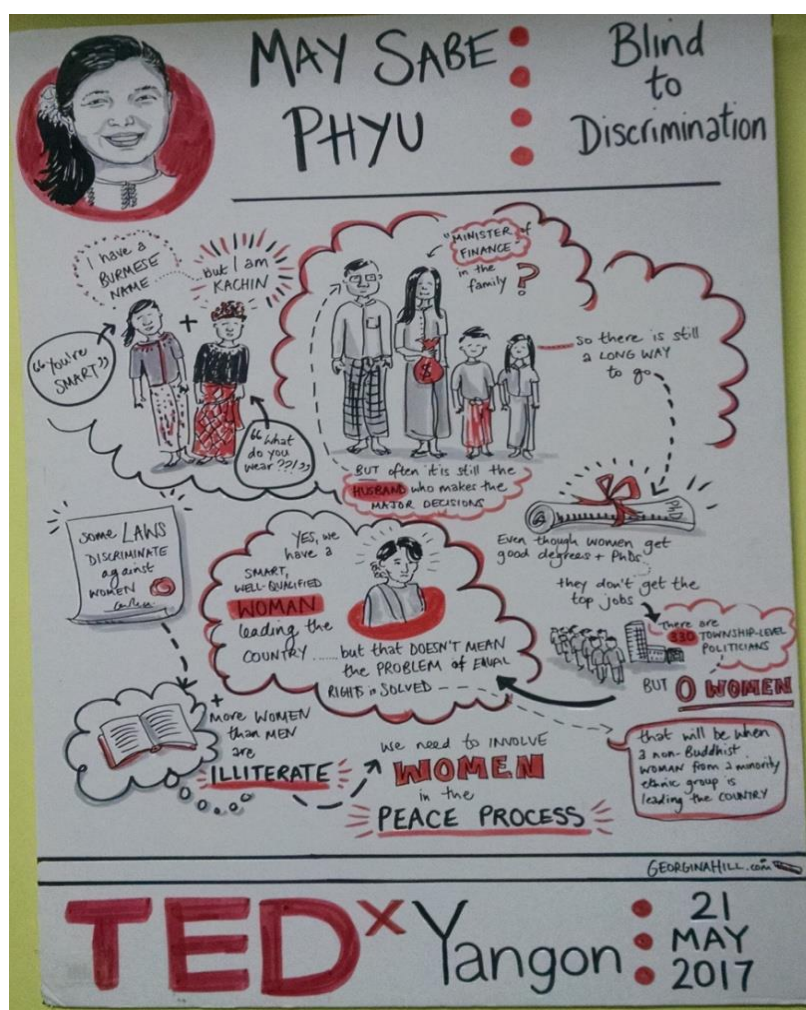 MAY SABE
PHYU
Blind
to
Discrimination
I have a
BURMESE
NAME
but I am
KACHIN
+
"You're
SMART"
"What
do you
wear??!"
"MINISTER of
FINANCE"
in the
family?
$
BUT often it is still the
HUSBAND who makes the
MAJOR DECISIONS
so there is still
a LONG WAY
to go
PhD
Even though women get
good degrees + PhDs
they don't get the
top jobs
There are
330 TOWNSHIP-LEVEL
POLITICIANS
BUT 0 WOMEN
Some LAWS
DISCRIMINATE
against
WOMEN
YES, we
have a
SMART,
WELL-QUALIFIED
WOMAN
leading the
COUNTRY ...... but that DOESN'T MEAN
the PROBLEM of EQUAL
RIGHTS is SOLVED
that will be when
a non-Buddhist
WOMAN from a minority
ethnic group is
leading the COUNTRY
+
More WOMEN
than MEN
are
ILLITERATE
We need to INVOLVE
WOMEN
in the
PEACE PROCESS
GEORGINAHILL.com
TEDxYangon
21
MAY
2017